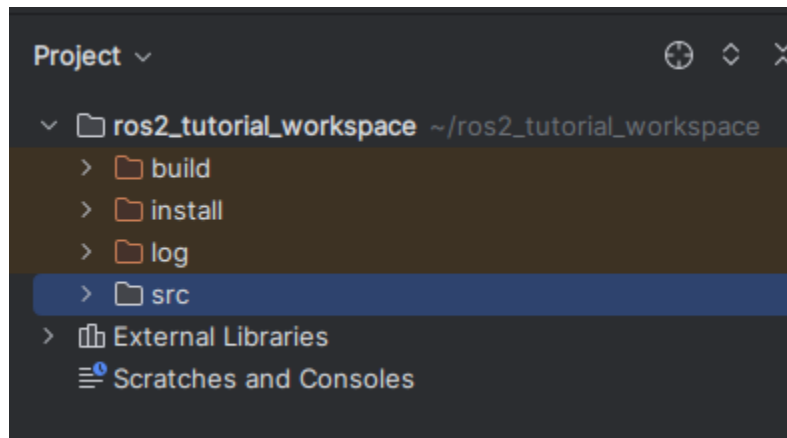 Project
ros2_tutorial_workspace ~/ros2_tutorial_workspace
build
install
log
src
External Libraries
Scratches and Consoles